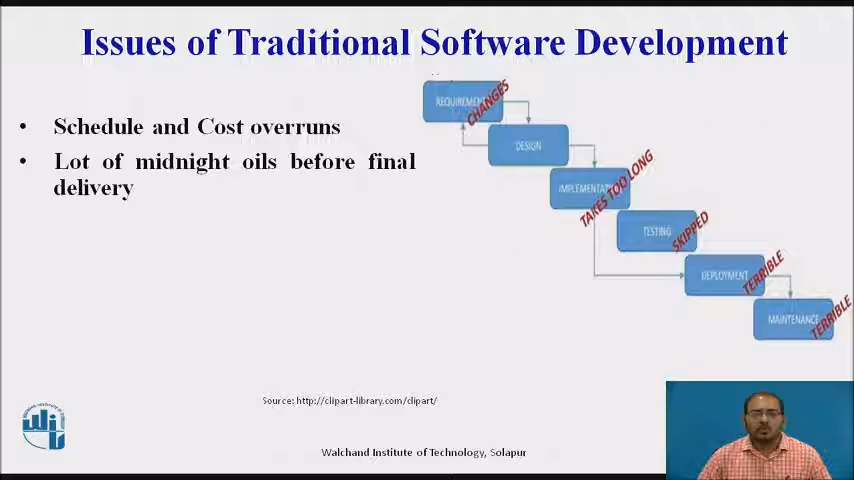 Issues of Traditional Software Development
• Schedule and Cost overruns
• Lot of midnight oils before final
delivery
CHANGES
DESIGN
TAKES TOO LONG
TESTING
SKIPPED
DEPLOYMENT
TERRIBLE
MAINTENANCE
TERRIBLE
Source: http://clipart-library.com/clipart/
Walchand Institute of Technology, Solapur